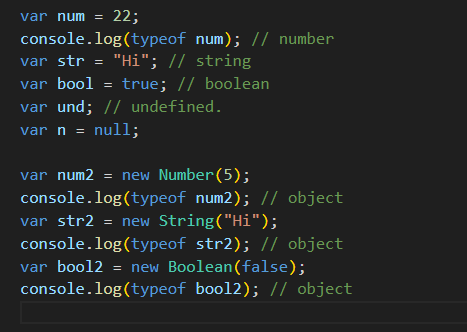 var num = 22;
console.log(typeof num); // number
var str = "Hi"; // string
var bool = true; // boolean
var und; // undefined.
var n = null;
var num2 = new Number(5);
console.log(typeof num2); // object
var str2 = new String("Hi");
console.log(typeof str2); // object
var bool2 = new Boolean(false);
console.log(typeof bool2); // object